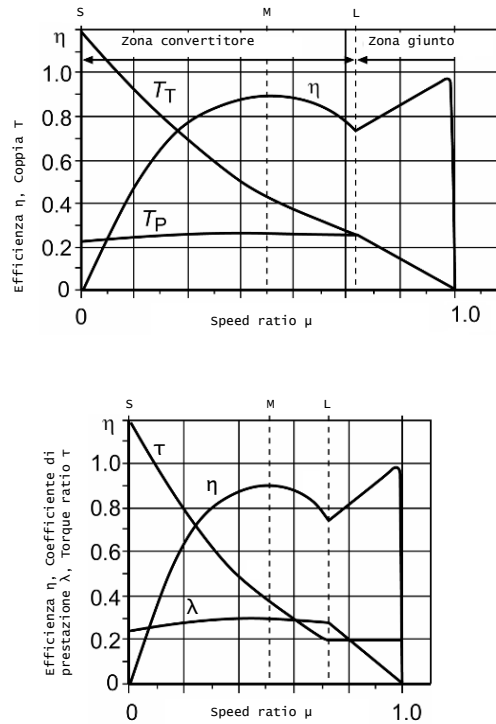 S M L
η Zona convertitore Zona giunto
1.0
T_T η
0.8
0.6
0.4
T_P
0.2
0
Efficienza η, Coppia T
0 Speed ratio μ 1.0
S M L
η τ
1.0
η
0.8
0.6
0.4
λ
0.2
0
Efficienza η, Coefficiente di
prestazione λ, Torque ratio τ
0 Speed ratio μ 1.0